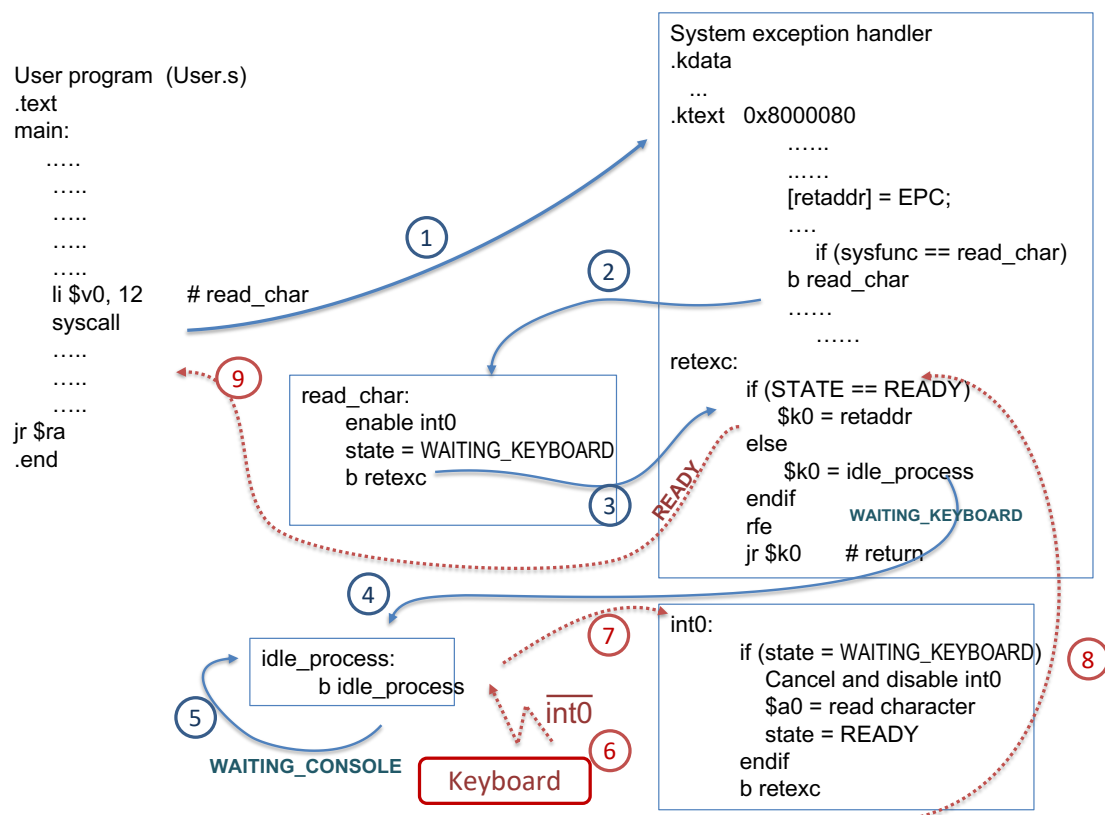 User program (User.s)
.text
main:
…..
…..
…..
…..
…..
li $v0, 12 # read_char
syscall
…..
…..
…..
jr $ra
.end
1
System exception handler
.kdata
...
.ktext 0x8000080
……
...…
[retaddr] = EPC;
….
if (sysfunc == read_char)
b read_char
……
……
retexc:
if (STATE == READY)
$k0 = retaddr
else
$k0 = idle_process
endif
rfe
jr $k0 # return
WAITING_KEYBOARD
READY
2
9
read_char:
enable int0
state = WAITING_KEYBOARD
b retexc
3
4
idle_process:
b idle_process
5
WAITING_CONSOLE
7
int0
6
Keyboard
int0:
if (state = WAITING_KEYBOARD)
Cancel and disable int0
$a0 = read character
state = READY
endif
b retexc
8